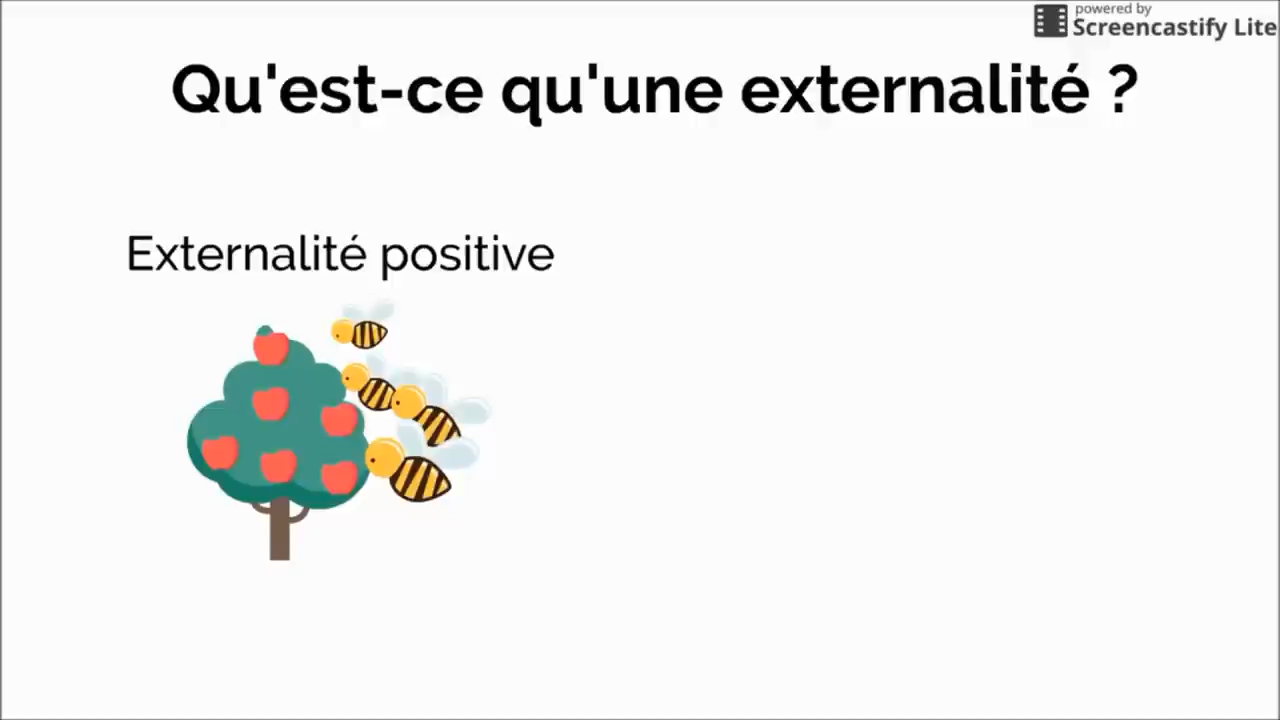 powered by
Screencastify Lite
Qu'est-ce qu'une externalité ?
Externalité positive